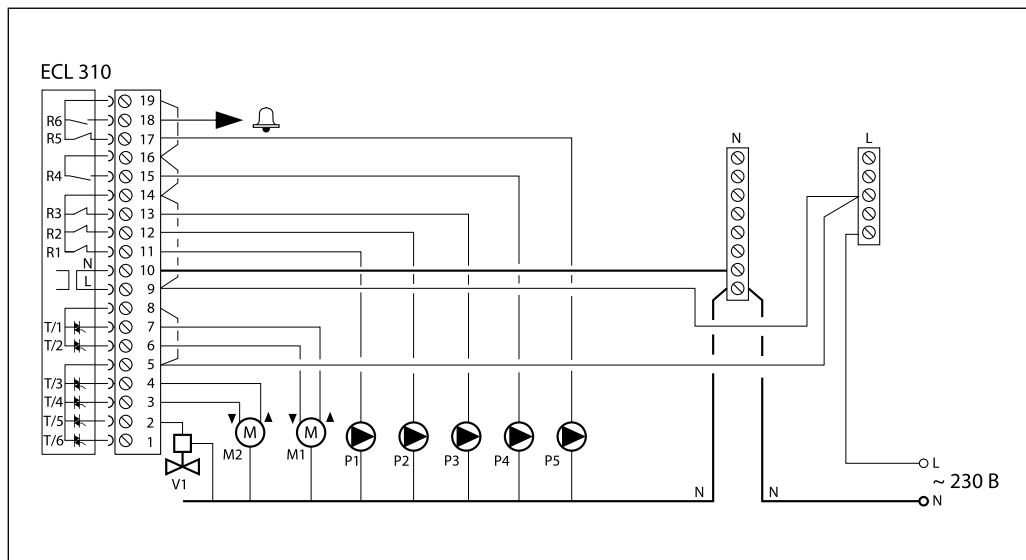 ECL 310
19
R6 18
R5 17
16
R4 15
14
R3 13
R2 12
R1 11
N 10
L 9
8
T/1 7
T/2 6
5
T/3 4
T/4 3
T/5 2
T/6 1
N
L
M
M2
M
M1
P1
P2
P3
P4
P5
V1
N
N
L
~ 230 В
N